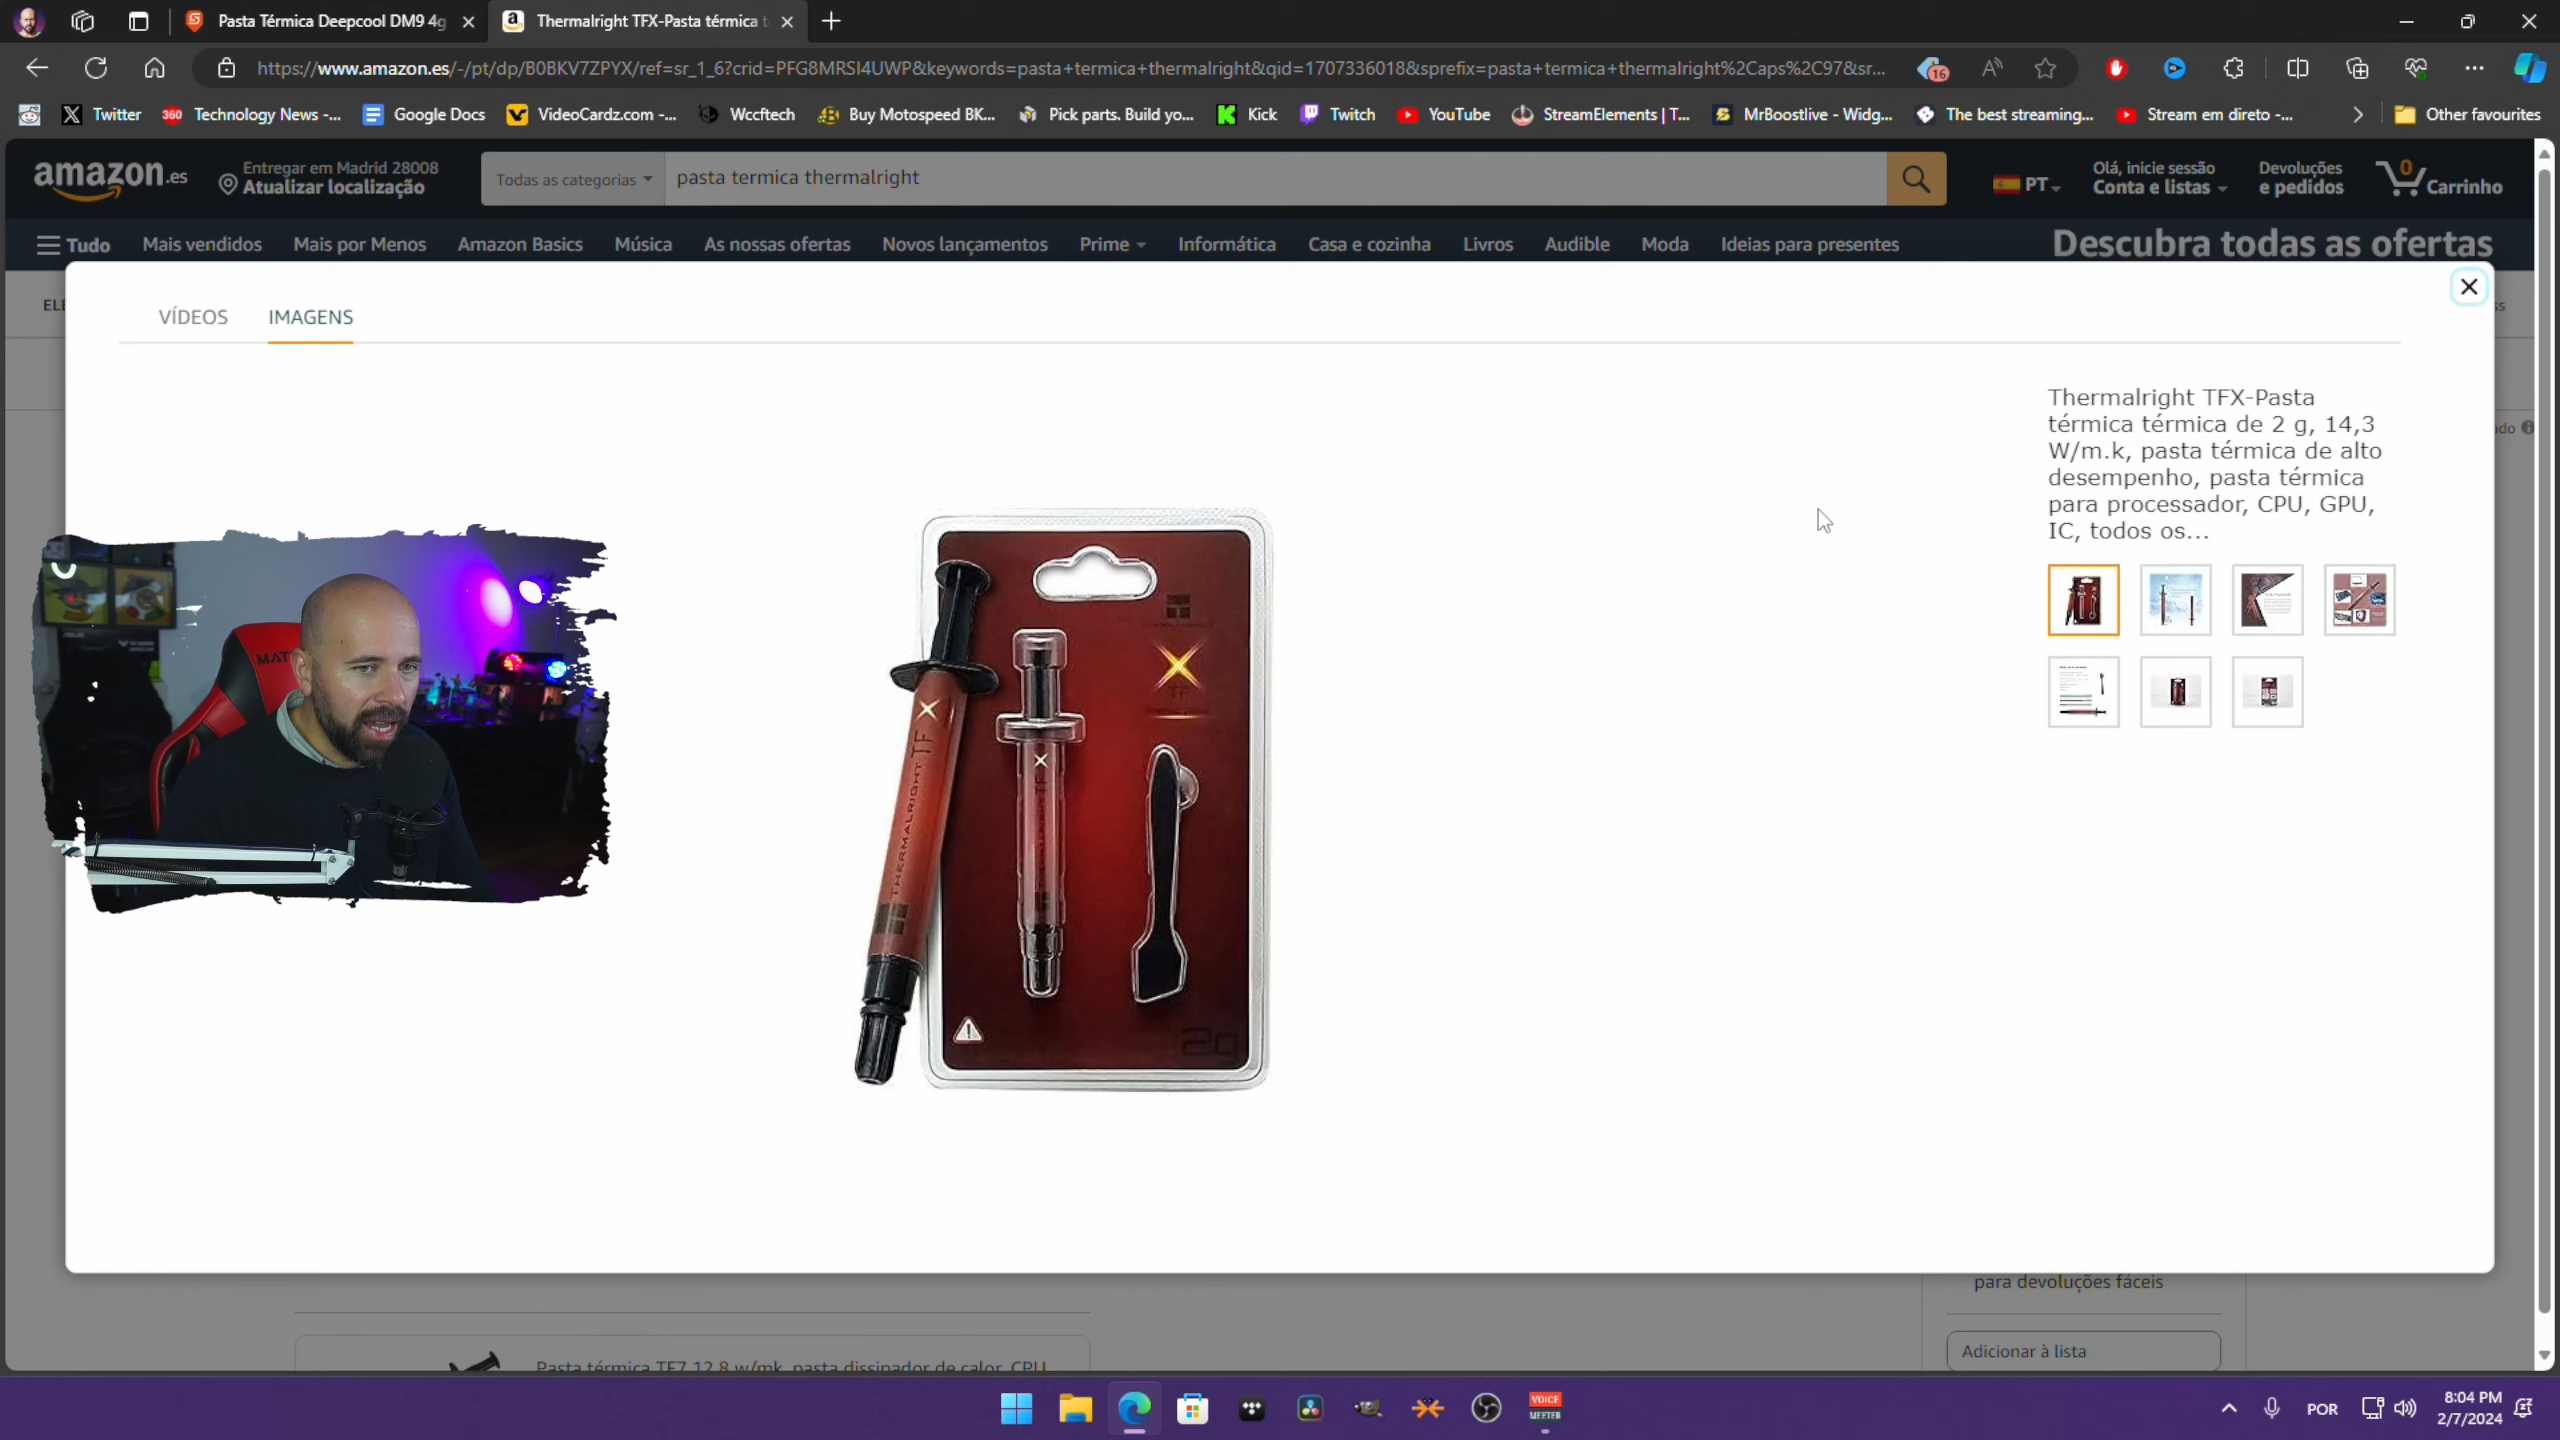 Pasta Térmica Deepcool DM9 4g
Thermalright TFX-Pasta térmica t
https://www.amazon.es/-/pt/dp/B0BKV7ZPYX/ref=sr_1_6?crid=PFG8MRSI4UWP&keywords=pasta+termica+thermalright&qid=1707336018&sprefix=pasta+termica+thermalright%2Caps%2C97&sr...
16
Twitter
360
Technology News -...
Google Docs
VideoCardz.com -...
Wccftech
Buy Motospeed BK...
Pick parts. Build yo...
Kick
Twitch
YouTube
StreamElements | T...
MrBoostlive - Widg...
The best streaming...
Stream em direto -...
Other favourites
amazon.es
Entregar em Madrid 28008
Atualizar localização
Todas as categorias
pasta termica thermalright
PT
Olá, inicie sessão
Conta e listas
Devoluções
e pedidos
0
Carrinho
Tudo
Mais vendidos
Mais por Menos
Amazon Basics
Música
As nossas ofertas
Novos lançamentos
Prime
Informática
Casa e cozinha
Livros
Audible
Moda
Ideias para presentes
Descubra todas as ofertas
ELE
VÍDEOS
IMAGENS
Thermalright TFX-Pasta
térmica térmica de 2 g, 14,3
W/m.k, pasta térmica de alto
desempenho, pasta térmica
para processador, CPU, GPU,
IC, todos os...
THERMALRIGHT TF
TF
2g
para devoluções fáceis
Pasta térmica TF7 12.8 w/mk, pasta dissipador de calor, CPU
Adicionar à lista
VOICE
MEETER
POR
8:04 PM
2/7/2024